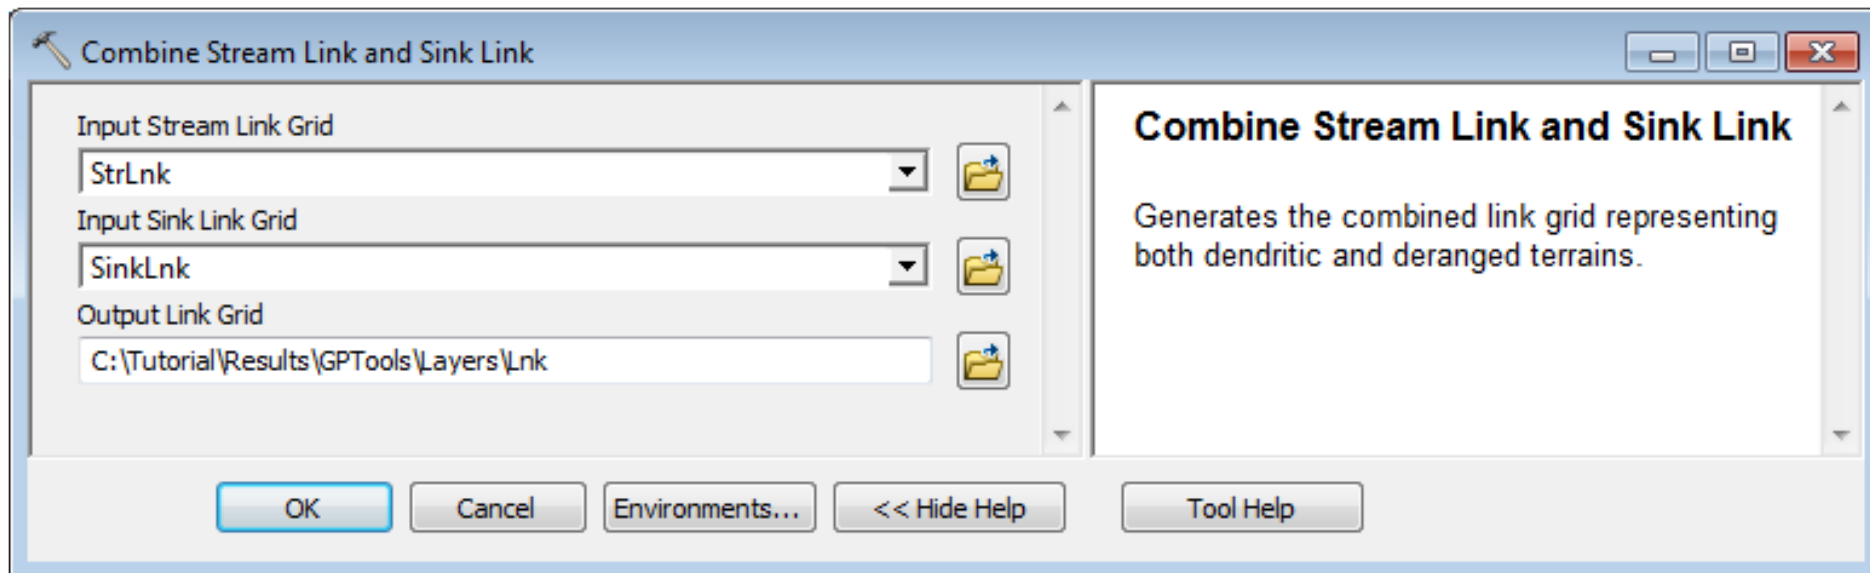 Combine Stream Link and Sink Link
Input Stream Link Grid
StrLnk
Input Sink Link Grid
SinkLnk
Output Link Grid
C:\Tutorial\Results\GPTools\Layers\Lnk
Combine Stream Link and Sink Link
Generates the combined link grid representing
both dendritic and deranged terrains.
OK
Cancel
Environments...
<< Hide Help
Tool Help